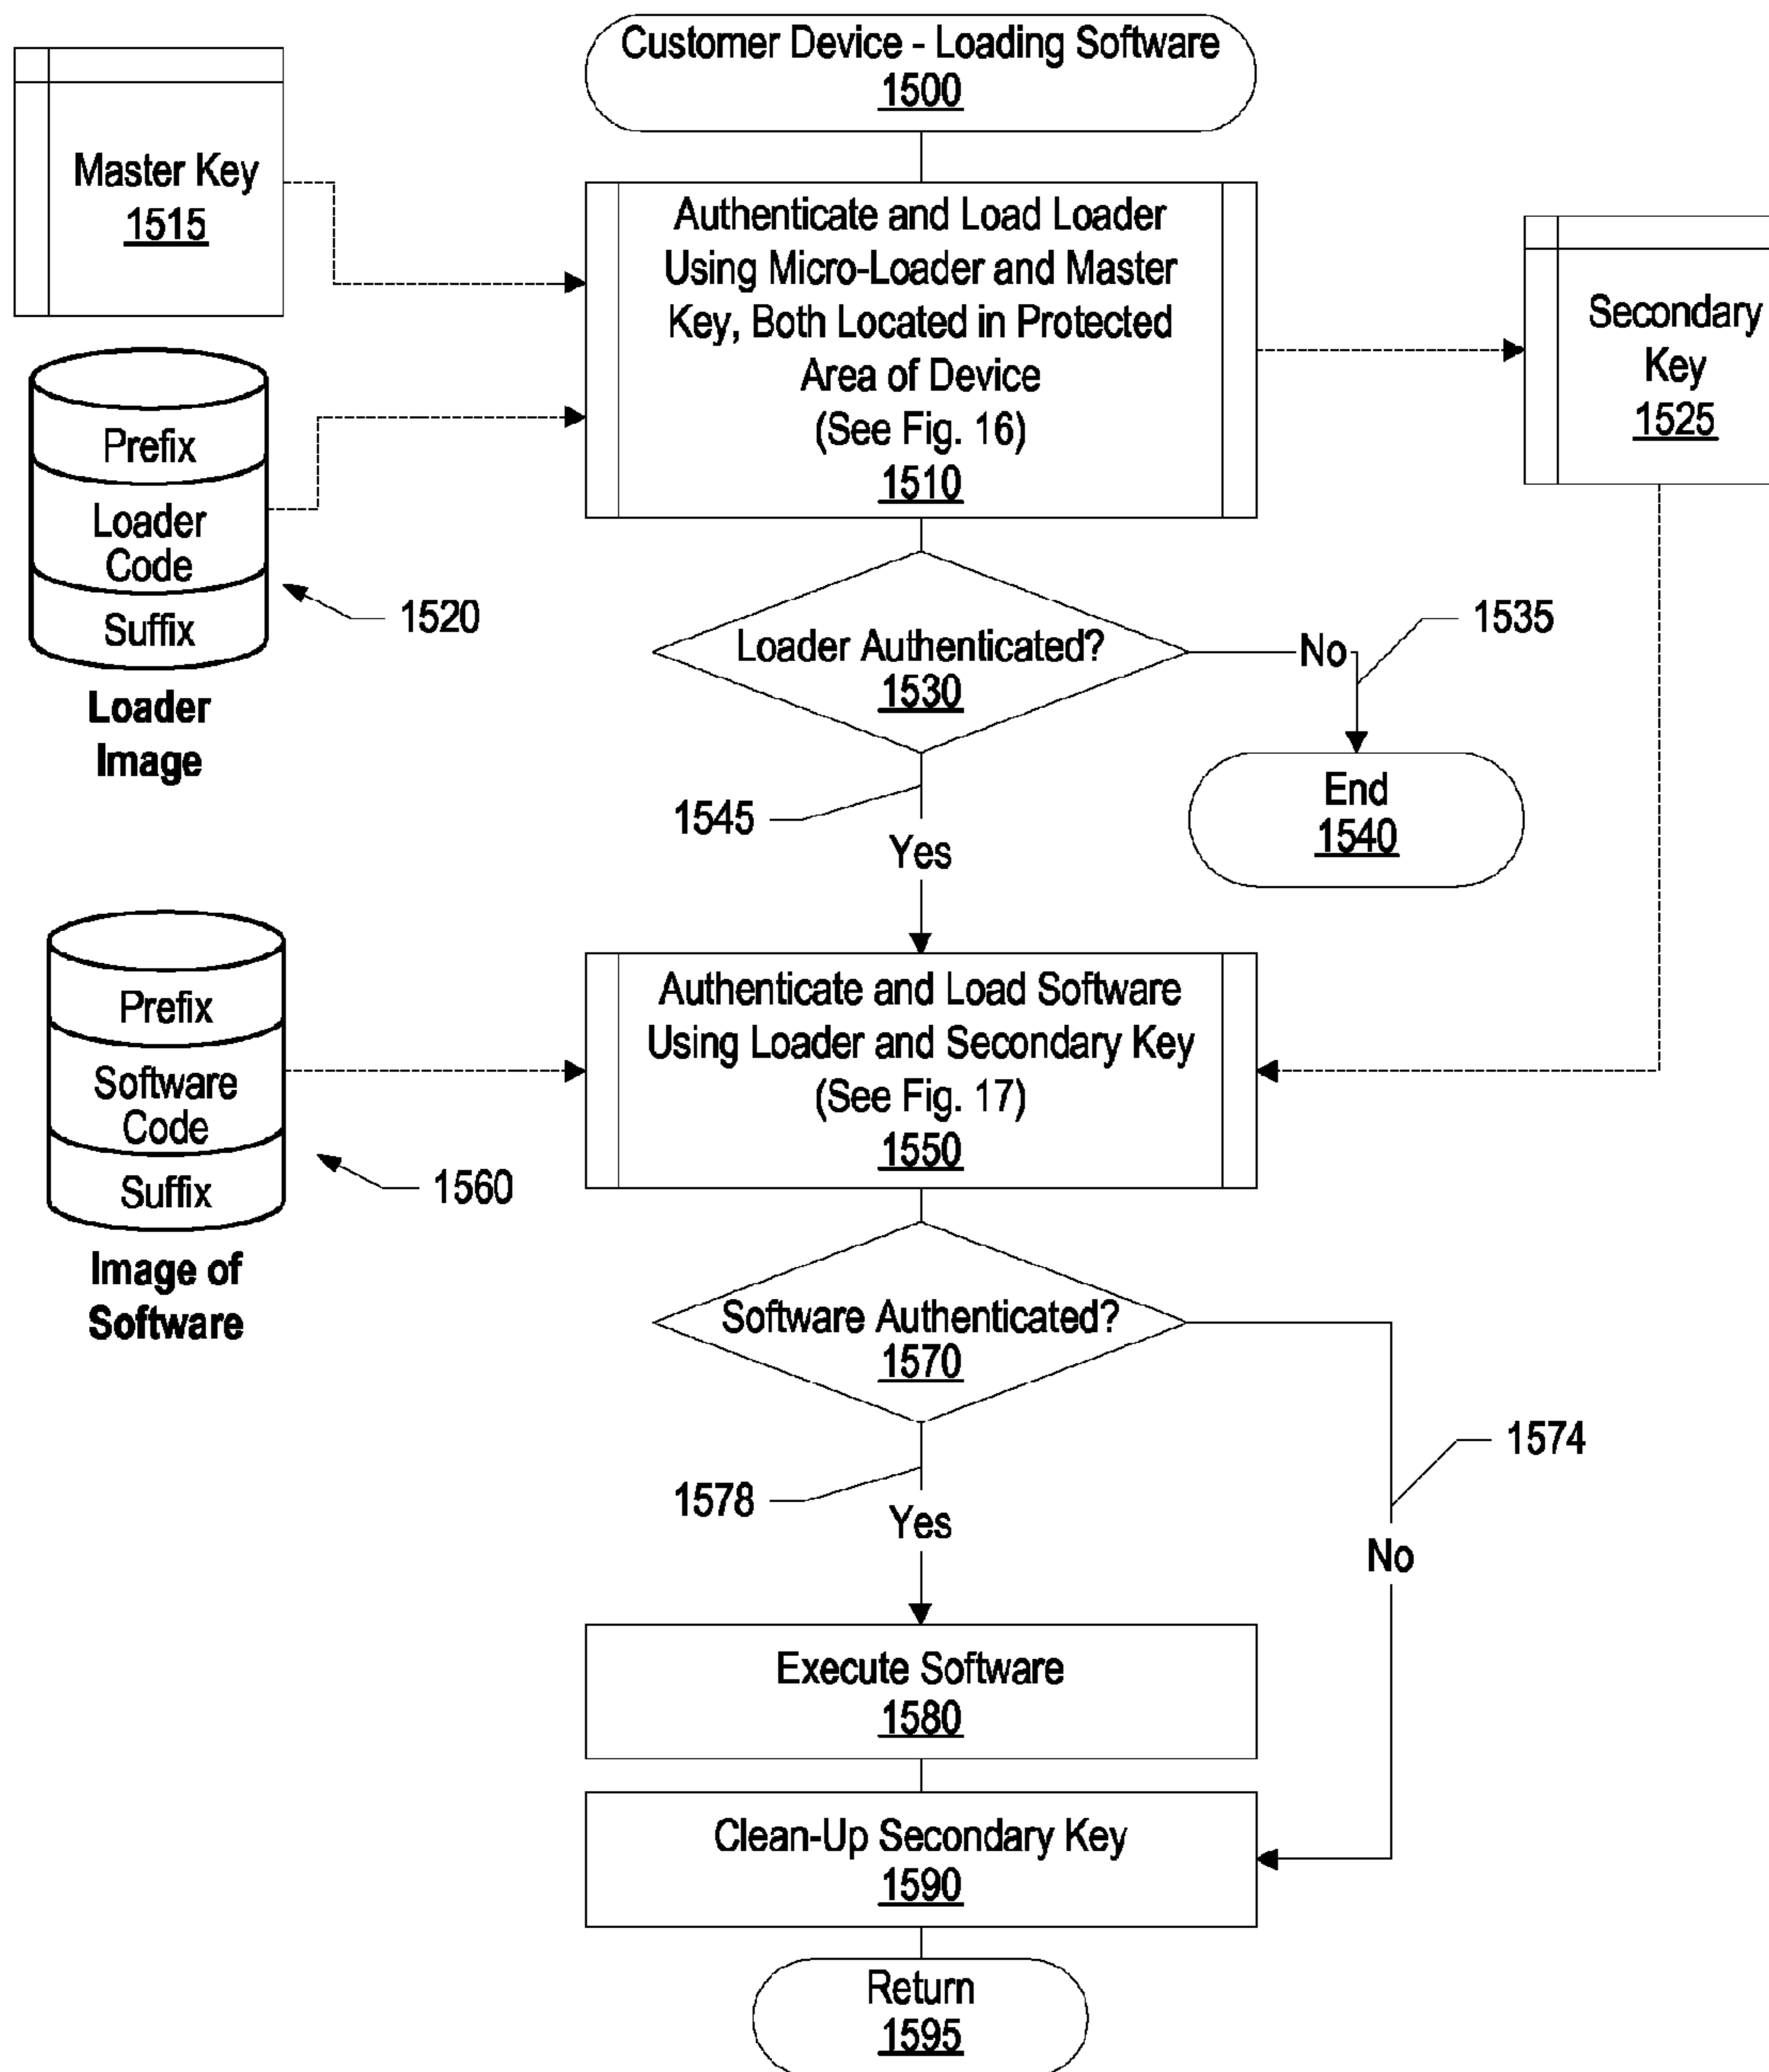 Customer Device - Loading Software
1500
Master Key
1515
Authenticate and Load Loader
Using Micro-Loader and Master
Key, Both Located in Protected
Area of Device
(See Fig. 16)
1510
Secondary
Key
1525
Prefix
Loader
Code
Suffix
1520
Loader
Image
Loader Authenticated?
1530
No
1535
End
1540
1545
Yes
Prefix
Software
Code
Suffix
1560
Image of
Software
Authenticate and Load Software
Using Loader and Secondary Key
(See Fig. 17)
1550
Software Authenticated?
1570
1574
No
1578
Yes
Execute Software
1580
Clean-Up Secondary Key
1590
Return
1595